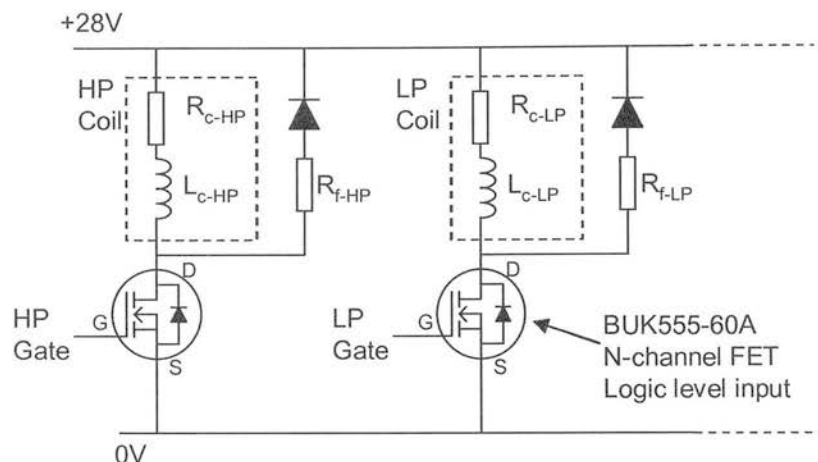 +28V
HP
Coil
R_c-HP
L_c-HP
R_f-HP
LP
Coil
R_c-LP
L_c-LP
R_f-LP
D
G
S
HP
Gate
D
G
S
LP
Gate
BUK555-60A
N-channel FET
Logic level input
0V